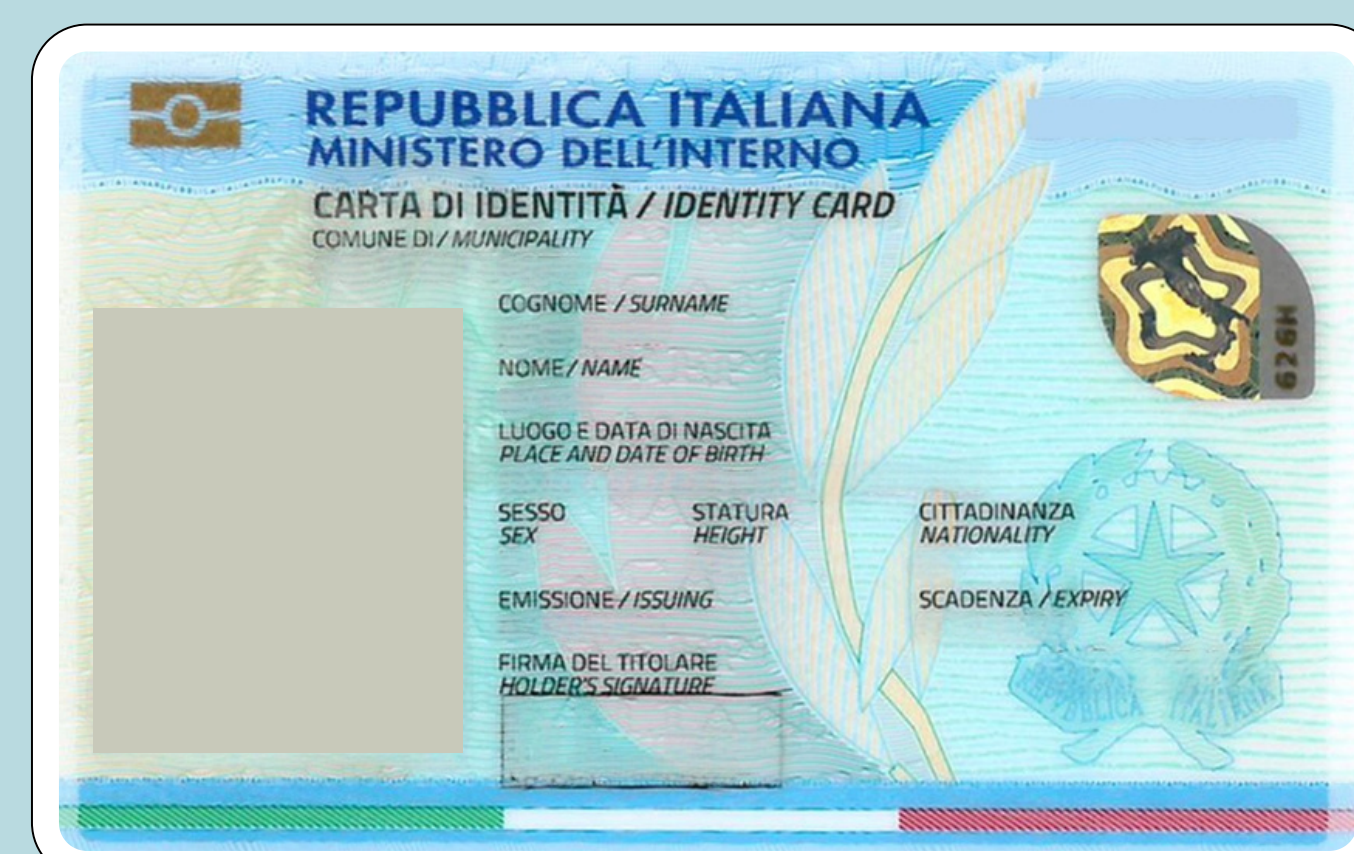 REPUBBLICA ITALIANA
MINISTERO DELL'INTERNO
CARTA DI IDENTITÀ / IDENTITY CARD
COMUNE DI / MUNICIPALITY
COGNOME / SURNAME
NOME / NAME
LUOGO E DATA DI NASCITA
PLACE AND DATE OF BIRTH
SESSO STATURA CITTADINANZA
SEX HEIGHT NATIONALITY
EMISSIONE / ISSUING SCADENZA / EXPIRY
FIRMA DEL TITOLARE
HOLDER'S SIGNATURE
626H
REPUBBLICA ITALIANA